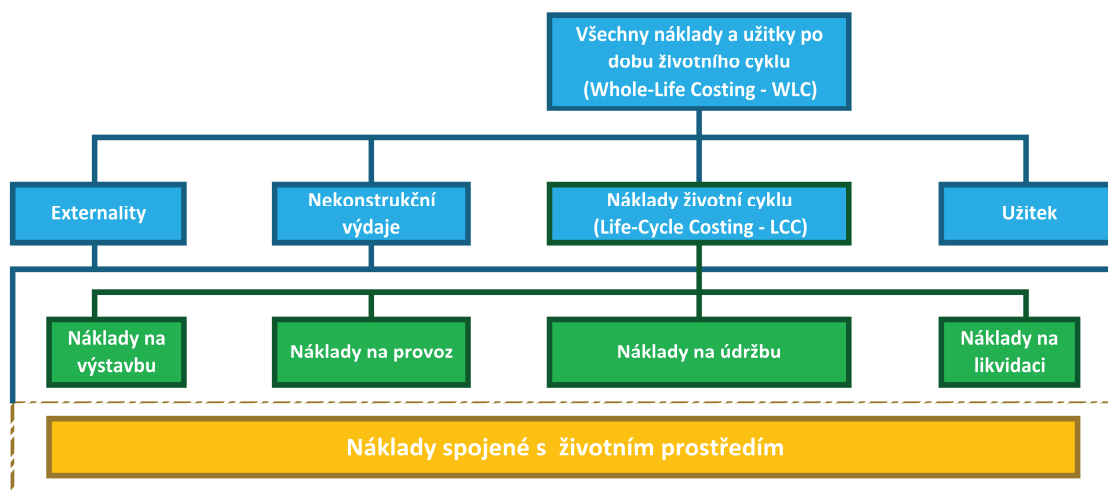 Všechny náklady a užitky po
dobu životního cyklu
(Whole-Life Costing - WLC)
Externality
Nekonstrukční
výdaje
Náklady životní cyklu
(Life-Cycle Costing - LCC)
Užitek
Náklady na
výstavbu
Náklady na provoz
Náklady na údržbu
Náklady na
likvidaci
Náklady spojené s životním prostředím